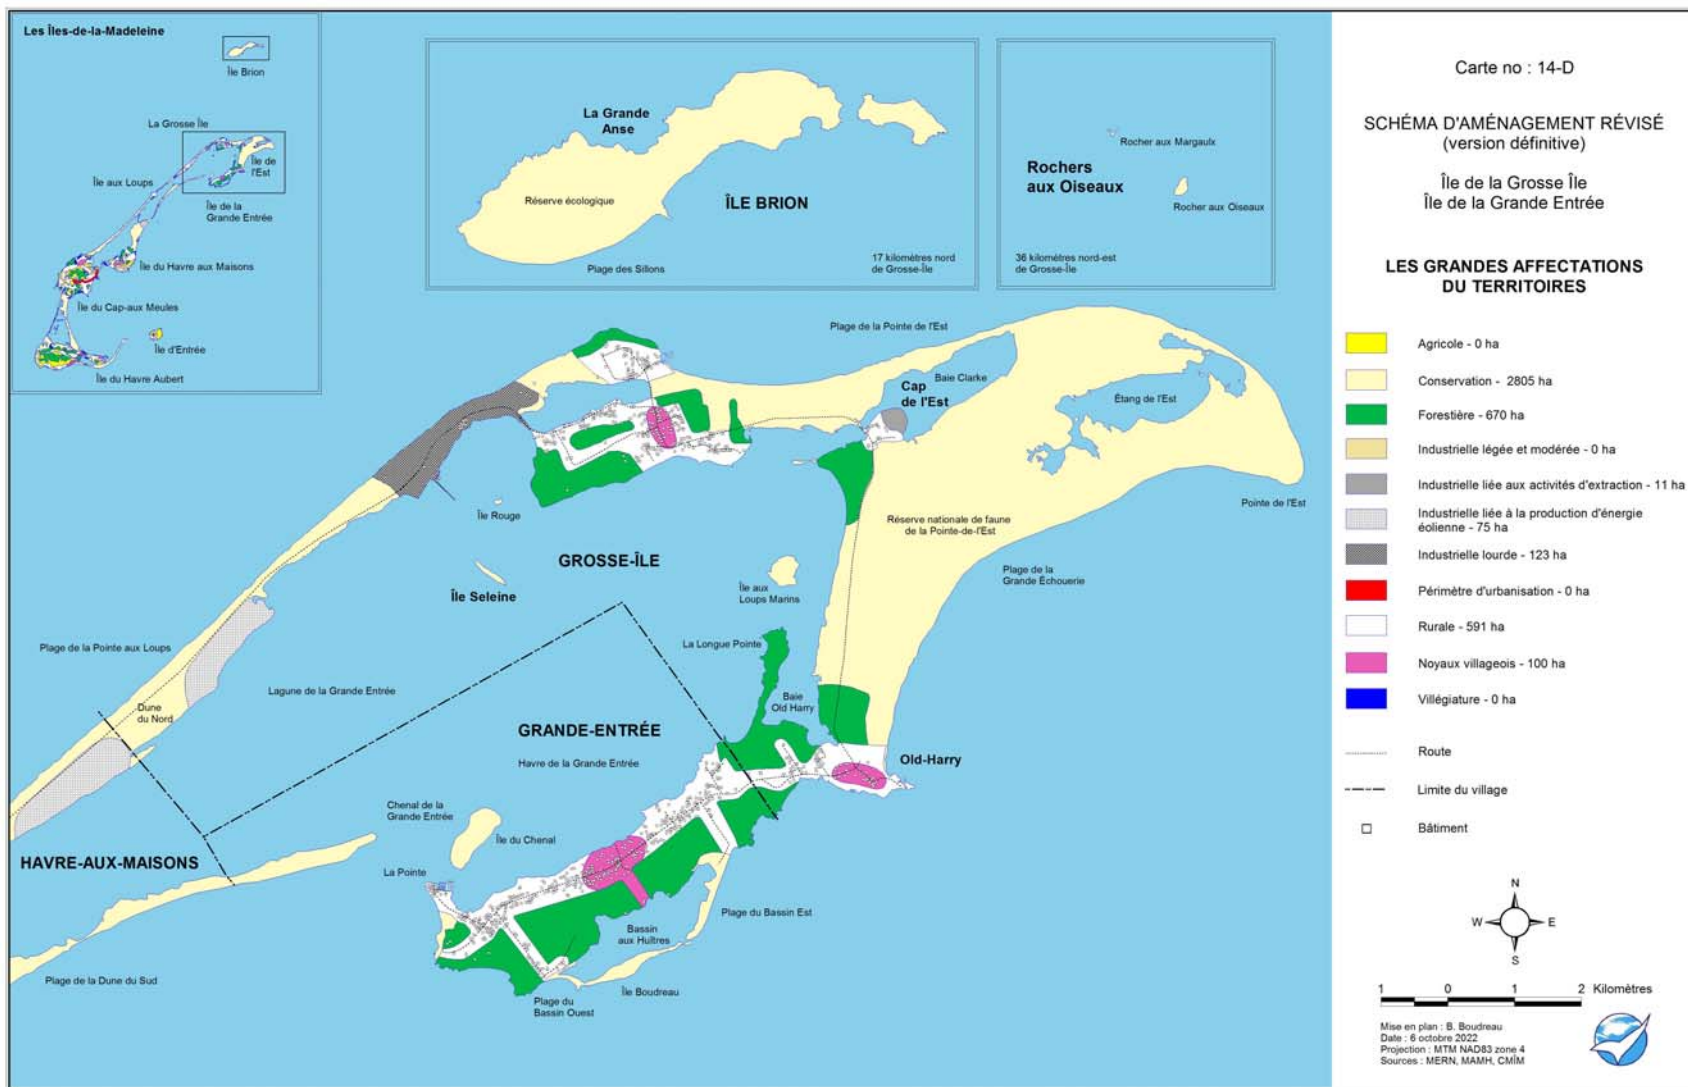 Les Îles-de-la-Madeleine
Île Brion
La Grosse Île
Île de
l'Est
Île aux Loups
Île de la
Grande Entrée
Île du Havre aux Maisons
Île du Cap-aux Meules
Île d'Entrée
Île du Havre Aubert
La Grande
Anse
Réserve écologique
ÎLE BRION
Plage des Sillons
17 kilomètres nord
de Grosse-Île
Rocher aux Margaulx
Rochers
aux Oiseaux
Rocher aux Oiseaux
36 kilomètres nord-est
de Grosse-Île
Plage de la Pointe de l'Est
Cap
de l'Est
Baie Clarke
Étang de l'Est
Pointe de l'Est
Île Rouge
Réserve nationale de faune
de la Pointe-de-l'Est
GROSSE-ÎLE
Île Seleine
Île aux
Loups Marins
Plage de la
Grande Échouerie
Plage de la Pointe aux Loups
La Longue Pointe
Lagune de la Grande Entrée
Dune
du Nord
Baie
Old Harry
GRANDE-ENTRÉE
Havre de la Grande Entrée
Old-Harry
Chenal de la
Grande Entrée
Île du Chenal
HAVRE-AUX-MAISONS
La Pointe
Plage du Bassin Est
Bassin
aux Huîtres
Plage de la Dune du Sud
Île Boudreau
Plage du
Bassin Ouest
Carte no : 14-D
SCHÉMA D'AMÉNAGEMENT RÉVISÉ
(version définitive)
Île de la Grosse Île
Île de la Grande Entrée
LES GRANDES AFFECTATIONS
DU TERRITOIRES
Agricole - 0 ha
Conservation - 2805 ha
Forestière - 670 ha
Industrielle légée et modérée - 0 ha
Industrielle liée aux activités d'extraction - 11 ha
Industrielle liée à la production d'énergie
éolienne - 75 ha
Industrielle lourde - 123 ha
Périmètre d'urbanisation - 0 ha
Rurale - 591 ha
Noyaux villageois - 100 ha
Villégiature - 0 ha
Route
Limite du village
Bâtiment
N
W E
S
1 0 1 2 Kilomètres
Mise en plan : B. Boudreau
Date : 6 octobre 2022
Projection : MTM NAD83 zone 4
Sources : MERN, MAMH, CMÎM